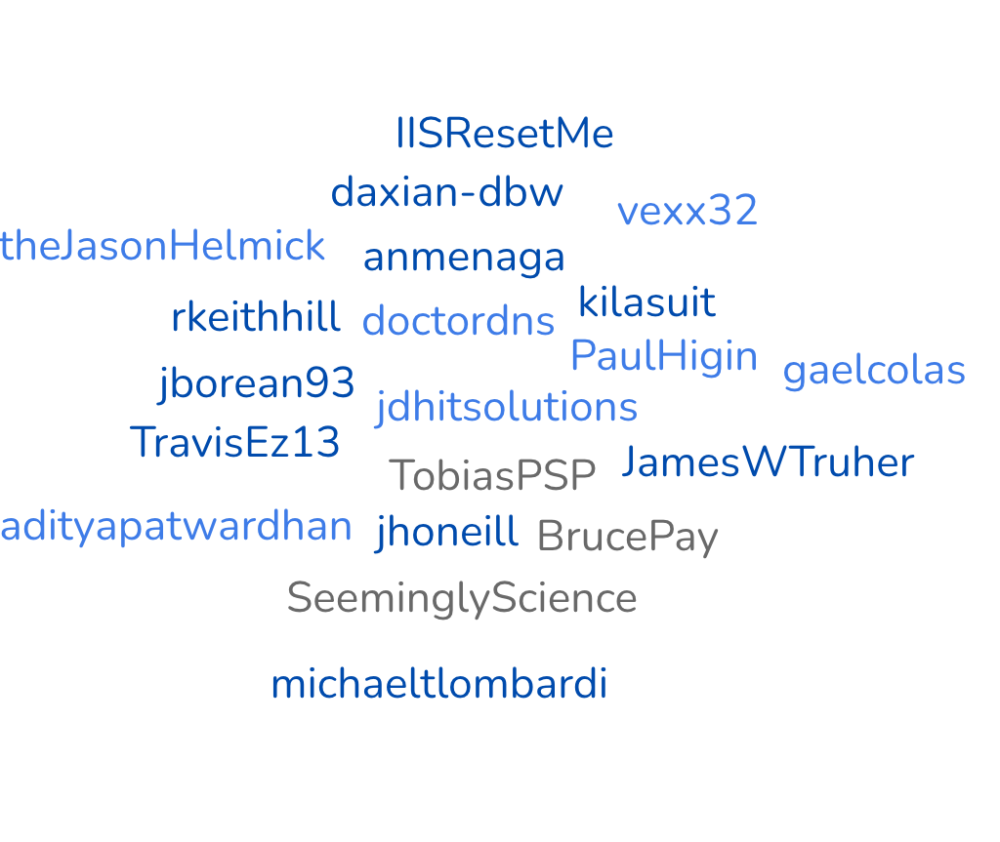 IISResetMe
daxian-dbw
vexx32
theJasonHelmick
anmenaga
kilasuit
rkeithhill
doctordns
PaulHigin
gaelcolas
jborean93
jdhitsolutions
TravisEz13
TobiasPSP
JamesWTruher
adityapatwardhan
jhoneill
BrucePay
SeeminglyScience
michaeltlombardi